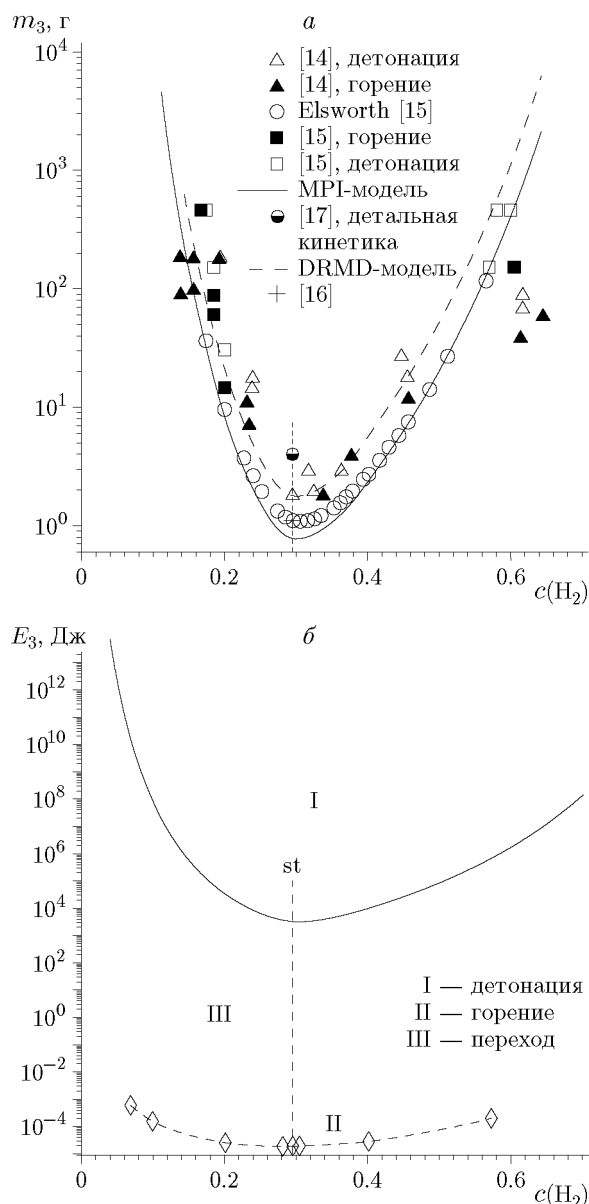 m₃, г
а
10⁴
[14], детонация
[14], горение
Elsworth [15]
[15], горение
10³
[15], детонация
MPI-модель
[17], детальная
кинетика
DRMD-модель
10²
[16]
10¹
10⁰
0 0.2 0.4 0.6
c(H₂)
E₃, Дж
б
10¹²
10¹⁰
10⁸
I
10⁶
st
10⁴
10²
I — детонация
10⁰
III
II — горение
III — переход
10⁻²
10⁻⁴
II
0 0.2 0.4 0.6
c(H₂)